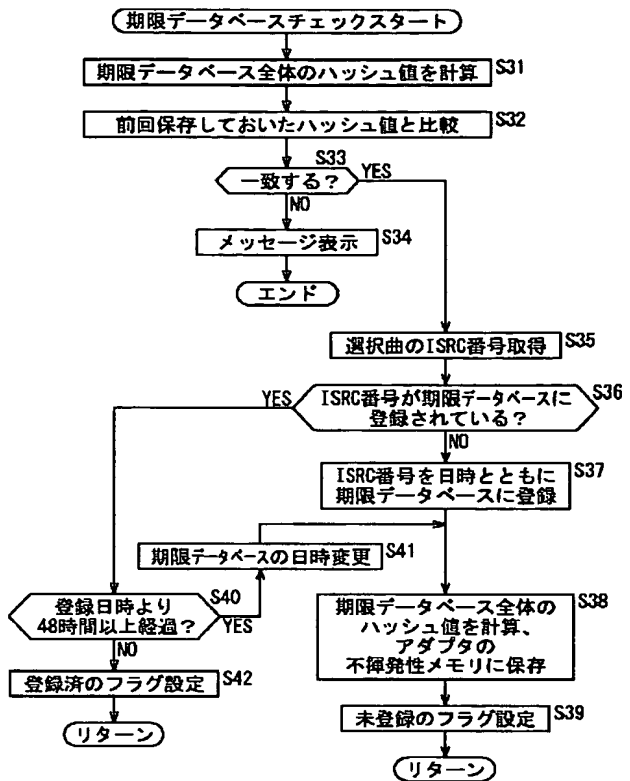 期限データベースチェックスタート
期限データベース全体のハッシュ値を計算 S31
前回保存しておいたハッシュ値と比較 S32
S33
一致する？ YES
NO
メッセージ表示 S34
エンド
選択曲のISRC番号取得 S35
YES ISRC番号が期限データベースに S36
登録されている？
NO
ISRC番号を日時とともに S37
期限データベースに登録
期限データベースの日時変更 S41
登録日時より S40
48時間以上経過？ YES
NO
登録済のフラグ設定 S42
リターン
期限データベース全体の S38
ハッシュ値を計算、
アダプタの
不揮発性メモリに保存
未登録のフラグ設定 S39
リターン